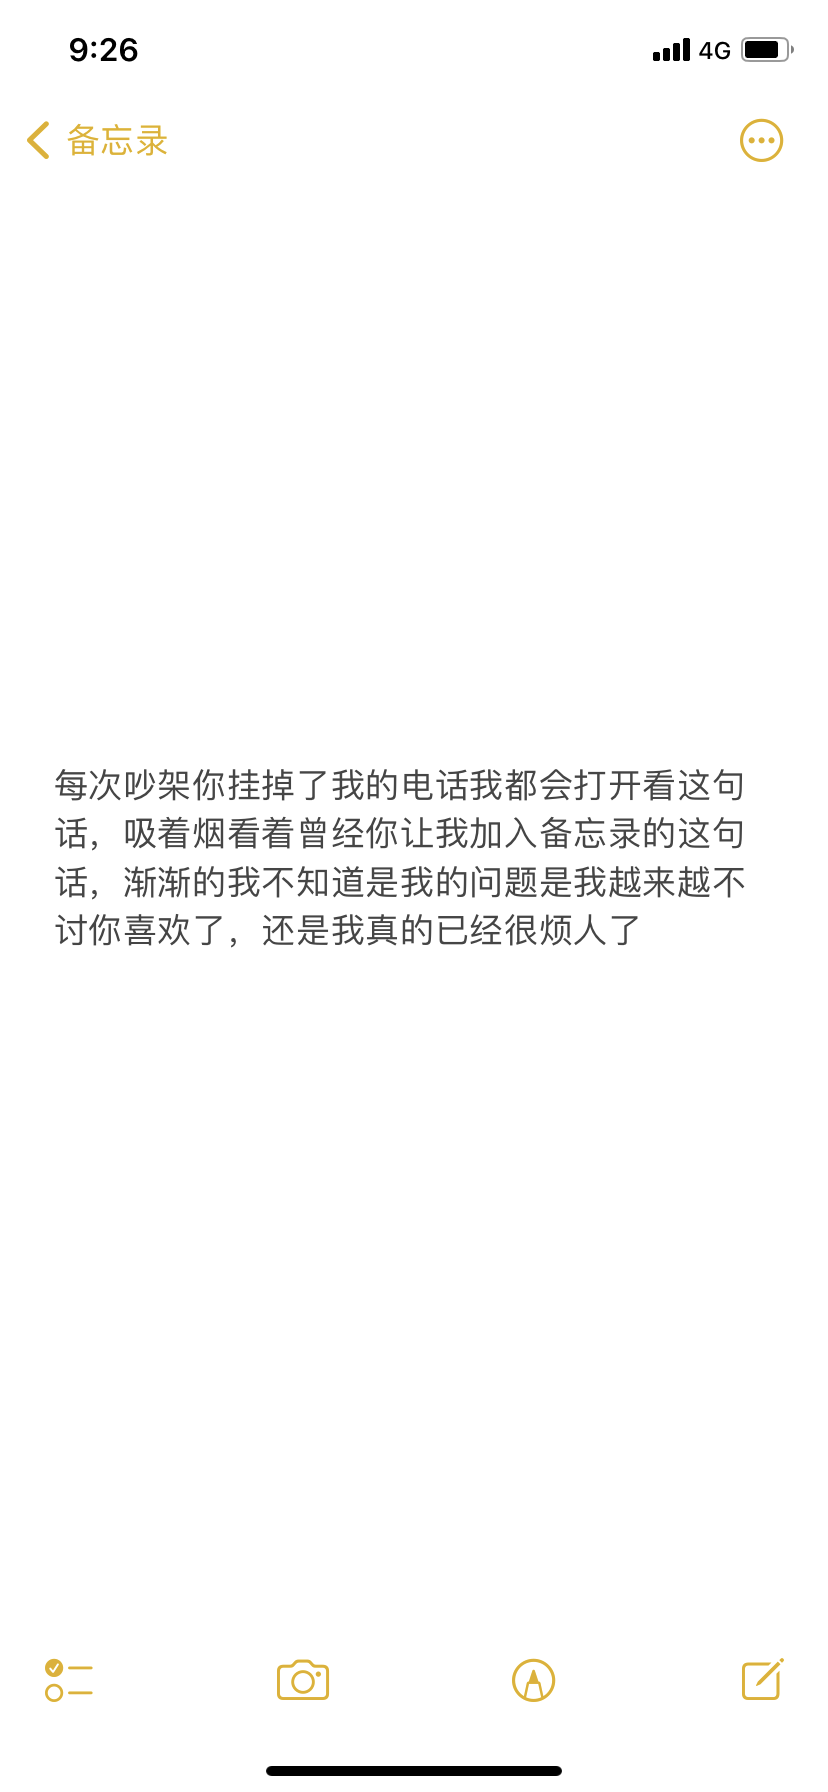 9:26
4G
备忘录
每次吵架你挂掉了我的电话我都会打开看这句
话，吸着烟看着曾经你让我加入备忘录的这句
话，渐渐的我不知道是我的问题是我越来越不
讨你喜欢了，还是我真的已经很烦人了